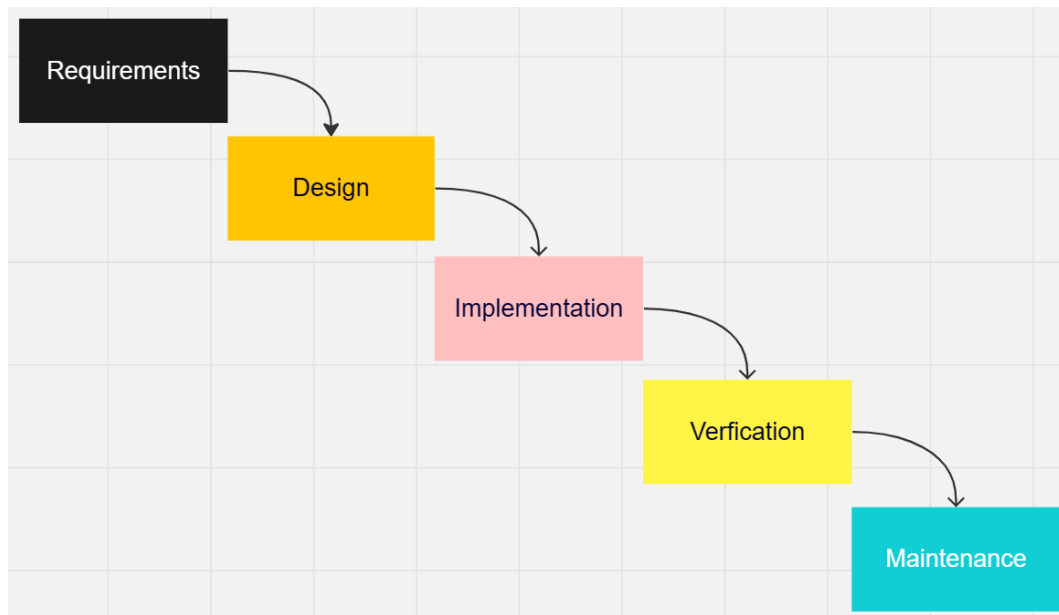 Requirements
Design
Implementation
Verfication
Maintenance